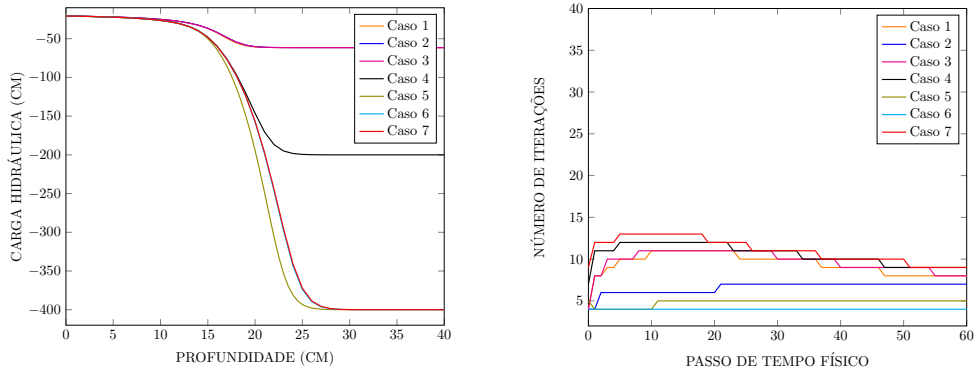 CARGA HIDRÁULICA (CM)
−50
−100
−150
−200
−250
−300
−350
−400
0 5 10 15 20 25 30 35 40
PROFUNDIDADE (CM)
Caso 1
Caso 2
Caso 3
Caso 4
Caso 5
Caso 6
Caso 7
NÚMERO DE ITERAÇÕES
40
35
30
25
20
15
10
5
0 10 20 30 40 50 60
PASSO DE TEMPO FÍSICO
Caso 1
Caso 2
Caso 3
Caso 4
Caso 5
Caso 6
Caso 7